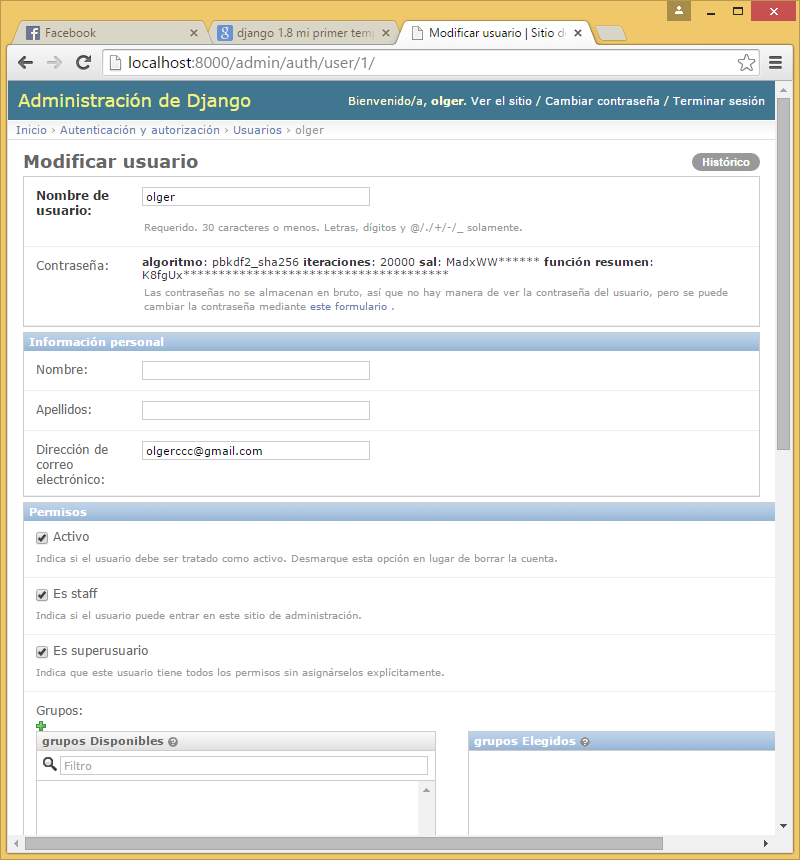 Facebook
django 1.8 mi primer temp
Modificar usuario | Sitio d
localhost:8000/admin/auth/user/1/
Administración de Django
Bienvenido/a, olger. Ver el sitio / Cambiar contraseña / Terminar sesión
Inicio › Autenticación y autorización › Usuarios › olger
Modificar usuario
Histórico
Nombre de
usuario:
olger
Requerido. 30 caracteres o menos. Letras, dígitos y @/./+/-/_ solamente.
Contraseña:
algoritmo: pbkdf2_sha256 iteraciones: 20000 sal: MadxWW****** función resumen:
K8fgUx**************************************
Las contraseñas no se almacenan en bruto, así que no hay manera de ver la contraseña del usuario, pero se puede
cambiar la contraseña mediante este formulario .
Información personal
Nombre:
Apellidos:
Dirección de
correo
electrónico:
olgerccc@gmail.com
Permisos
Activo
Indica si el usuario debe ser tratado como activo. Desmarque esta opción en lugar de borrar la cuenta.
Es staff
Indica si el usuario puede entrar en este sitio de administración.
Es superusuario
Indica que este usuario tiene todos los permisos sin asignárselos explícitamente.
Grupos:
grupos Disponibles ?
grupos Elegidos ?
Filtro